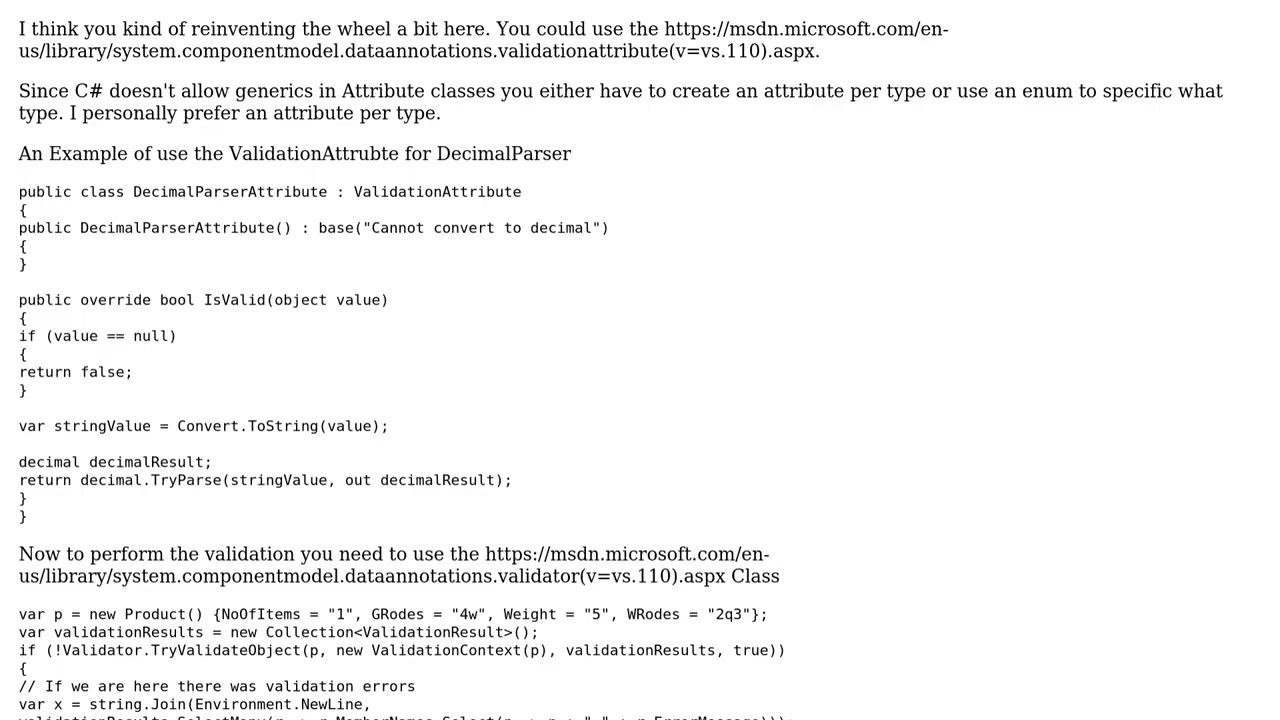 I think you kind of reinventing the wheel a bit here. You could use the https://msdn.microsoft.com/en-
us/library/system.componentmodel.dataannotations.validationattribute(v=vs.110).aspx.
Since C# doesn't allow generics in Attribute classes you either have to create an attribute per type or use an enum to specific what
type. I personally prefer an attribute per type.
An Example of use the ValidationAttrubte for DecimalParser
public class DecimalParserAttribute : ValidationAttribute
{
public DecimalParserAttribute() : base("Cannot convert to decimal")
{
}
public override bool IsValid(object value)
{
if (value == null)
{
return false;
}
var stringValue = Convert.ToString(value);
decimal decimalResult;
return decimal.TryParse(stringValue, out decimalResult);
}
}
Now to perform the validation you need to use the https://msdn.microsoft.com/en-
us/library/system.componentmodel.dataannotations.validator(v=vs.110).aspx Class
var p = new Product() {NoOfItems = "1", GRodes = "4w", Weight = "5", WRodes = "2q3"};
var validationResults = new Collection<ValidationResult>();
if (!Validator.TryValidateObject(p, new ValidationContext(p), validationResults, true))
{
// If we are here there was validation errors
var x = string.Join(Environment.NewLine,